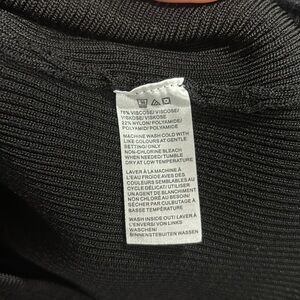 78% VISCOSE/ VISCOSE/
VISKOSE/ VISKOSE
22% NYLON/ POLYAMIDE/
POLYAMID/ POLYAMIDE
MACHINE WASH COLD WITH
LIKE COLOURS AT GENTLE
SETTING/ ONLY
NON-CHLORINE BLEACH
WHEN NEEDED/ TUMBLE
DRY AT LOW TEMPERATURE
LAVER À LA MACHINE À
L'EAU FROIDE AVEC DES
COULEURS SEMBLABLES AU
CYCLE DÉLICAT/ UTILISER
UN AGENT DE BLANCHIMENT
NON CHLORÉ AU BESOIN/
SÉCHER PAR CULBUTAGE À
BASSE TEMPÉRATURE
WASH INSIDE OUT/ LAVER À
L'ENVERS/ VON LINKS
WASCHEN/
BINNENSTEBUITEN WASSEN